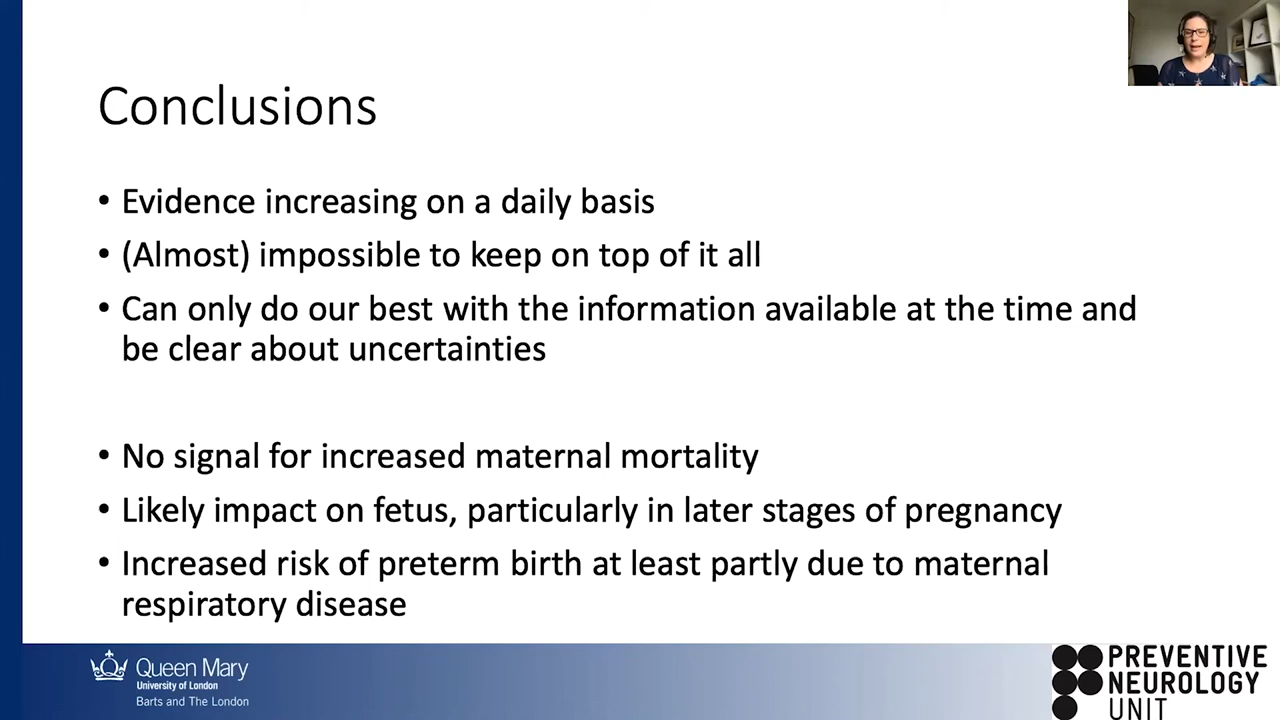 Conclusions
• Evidence increasing on a daily basis
• (Almost) impossible to keep on top of it all
• Can only do our best with the information available at the time and
be clear about uncertainties
• No signal for increased maternal mortality
• Likely impact on fetus, particularly in later stages of pregnancy
• Increased risk of preterm birth at least partly due to maternal
respiratory disease
Queen Mary
University of London
Barts and The London
PREVENTIVE
NEUROLOGY
UNIT